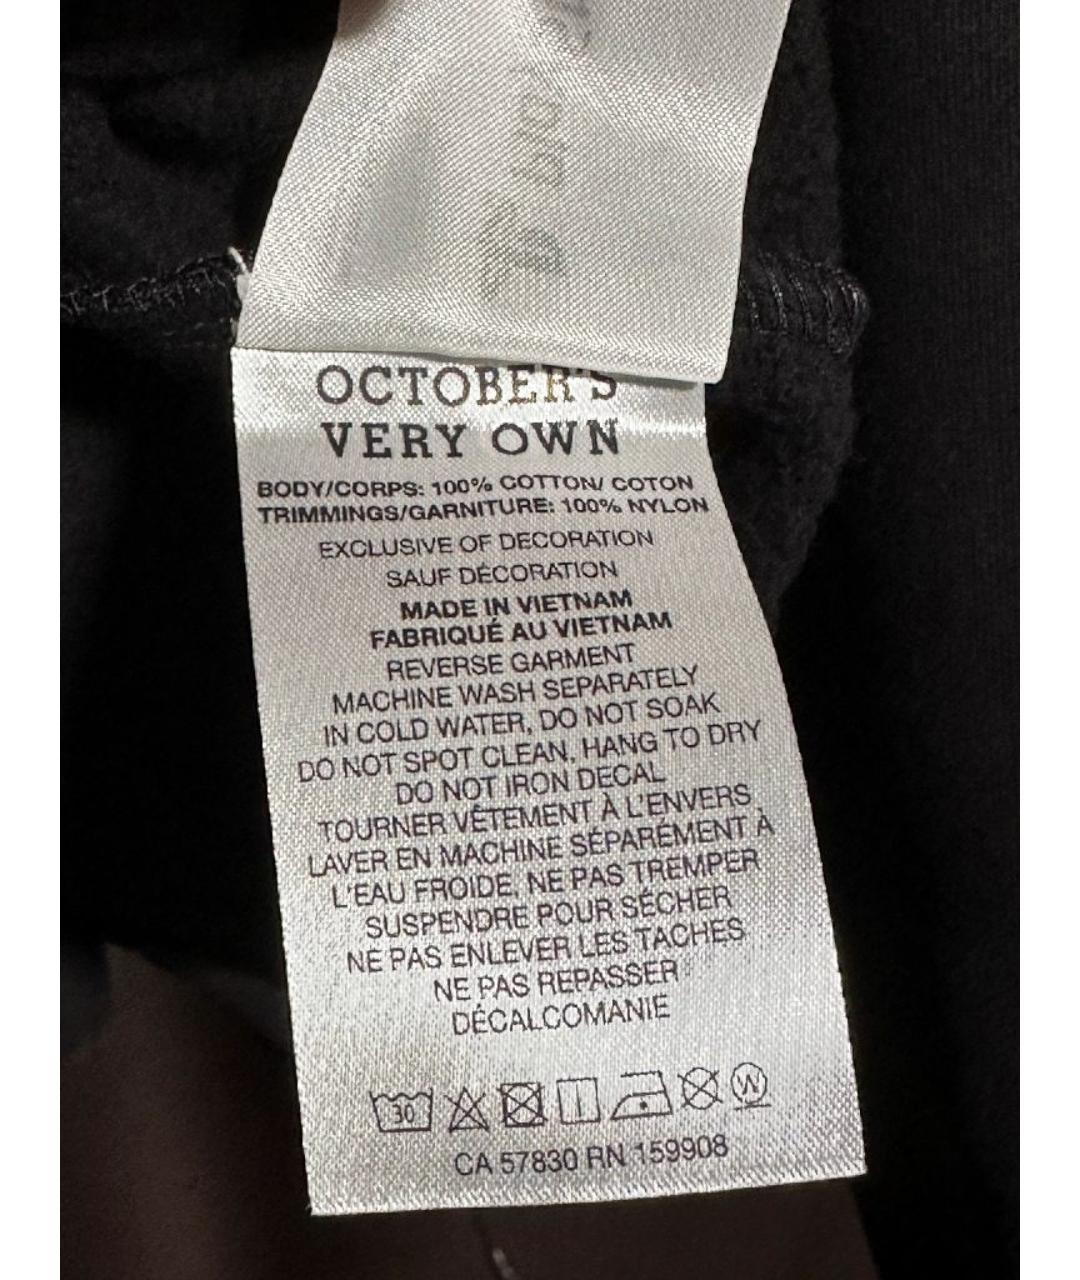 OCTOBER'S
VERY OWN
BODY/CORPS: 100% COTTON/ COTON
TRIMMINGS/GARNITURE: 100% NYLON
EXCLUSIVE OF DECORATION
SAUF DÉCORATION
MADE IN VIETNAM
FABRIQUÉ AU VIETNAM
REVERSE GARMENT
MACHINE WASH SEPARATELY
IN COLD WATER, DO NOT SOAK
DO NOT SPOT CLEAN, HANG TO DRY
DO NOT IRON DECAL
TOURNER VÊTEMENT À L'ENVERS
LAVER EN MACHINE SÉPARÉMENT À
L'EAU FROIDE, NE PAS TREMPER
SUSPENDRE POUR SÉCHER
NE PAS ENLEVER LES TACHES
NE PAS REPASSER
DÉCALCOMANIE
30 W
CA 57830 RN 159908